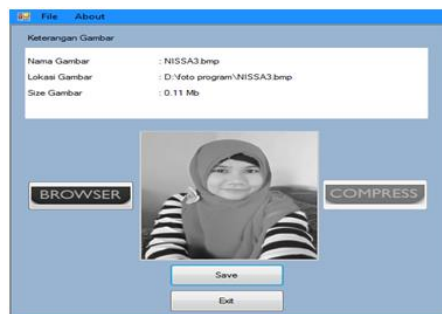 File About
Keterangan Gambar
Nama Gambar : NISSA3.bmp
Lokasi Gambar : D:\foto program\NISSA3.bmp
Size Gambar : 0.11 Mb
BROWSER
COMPRESS
Save
Exit